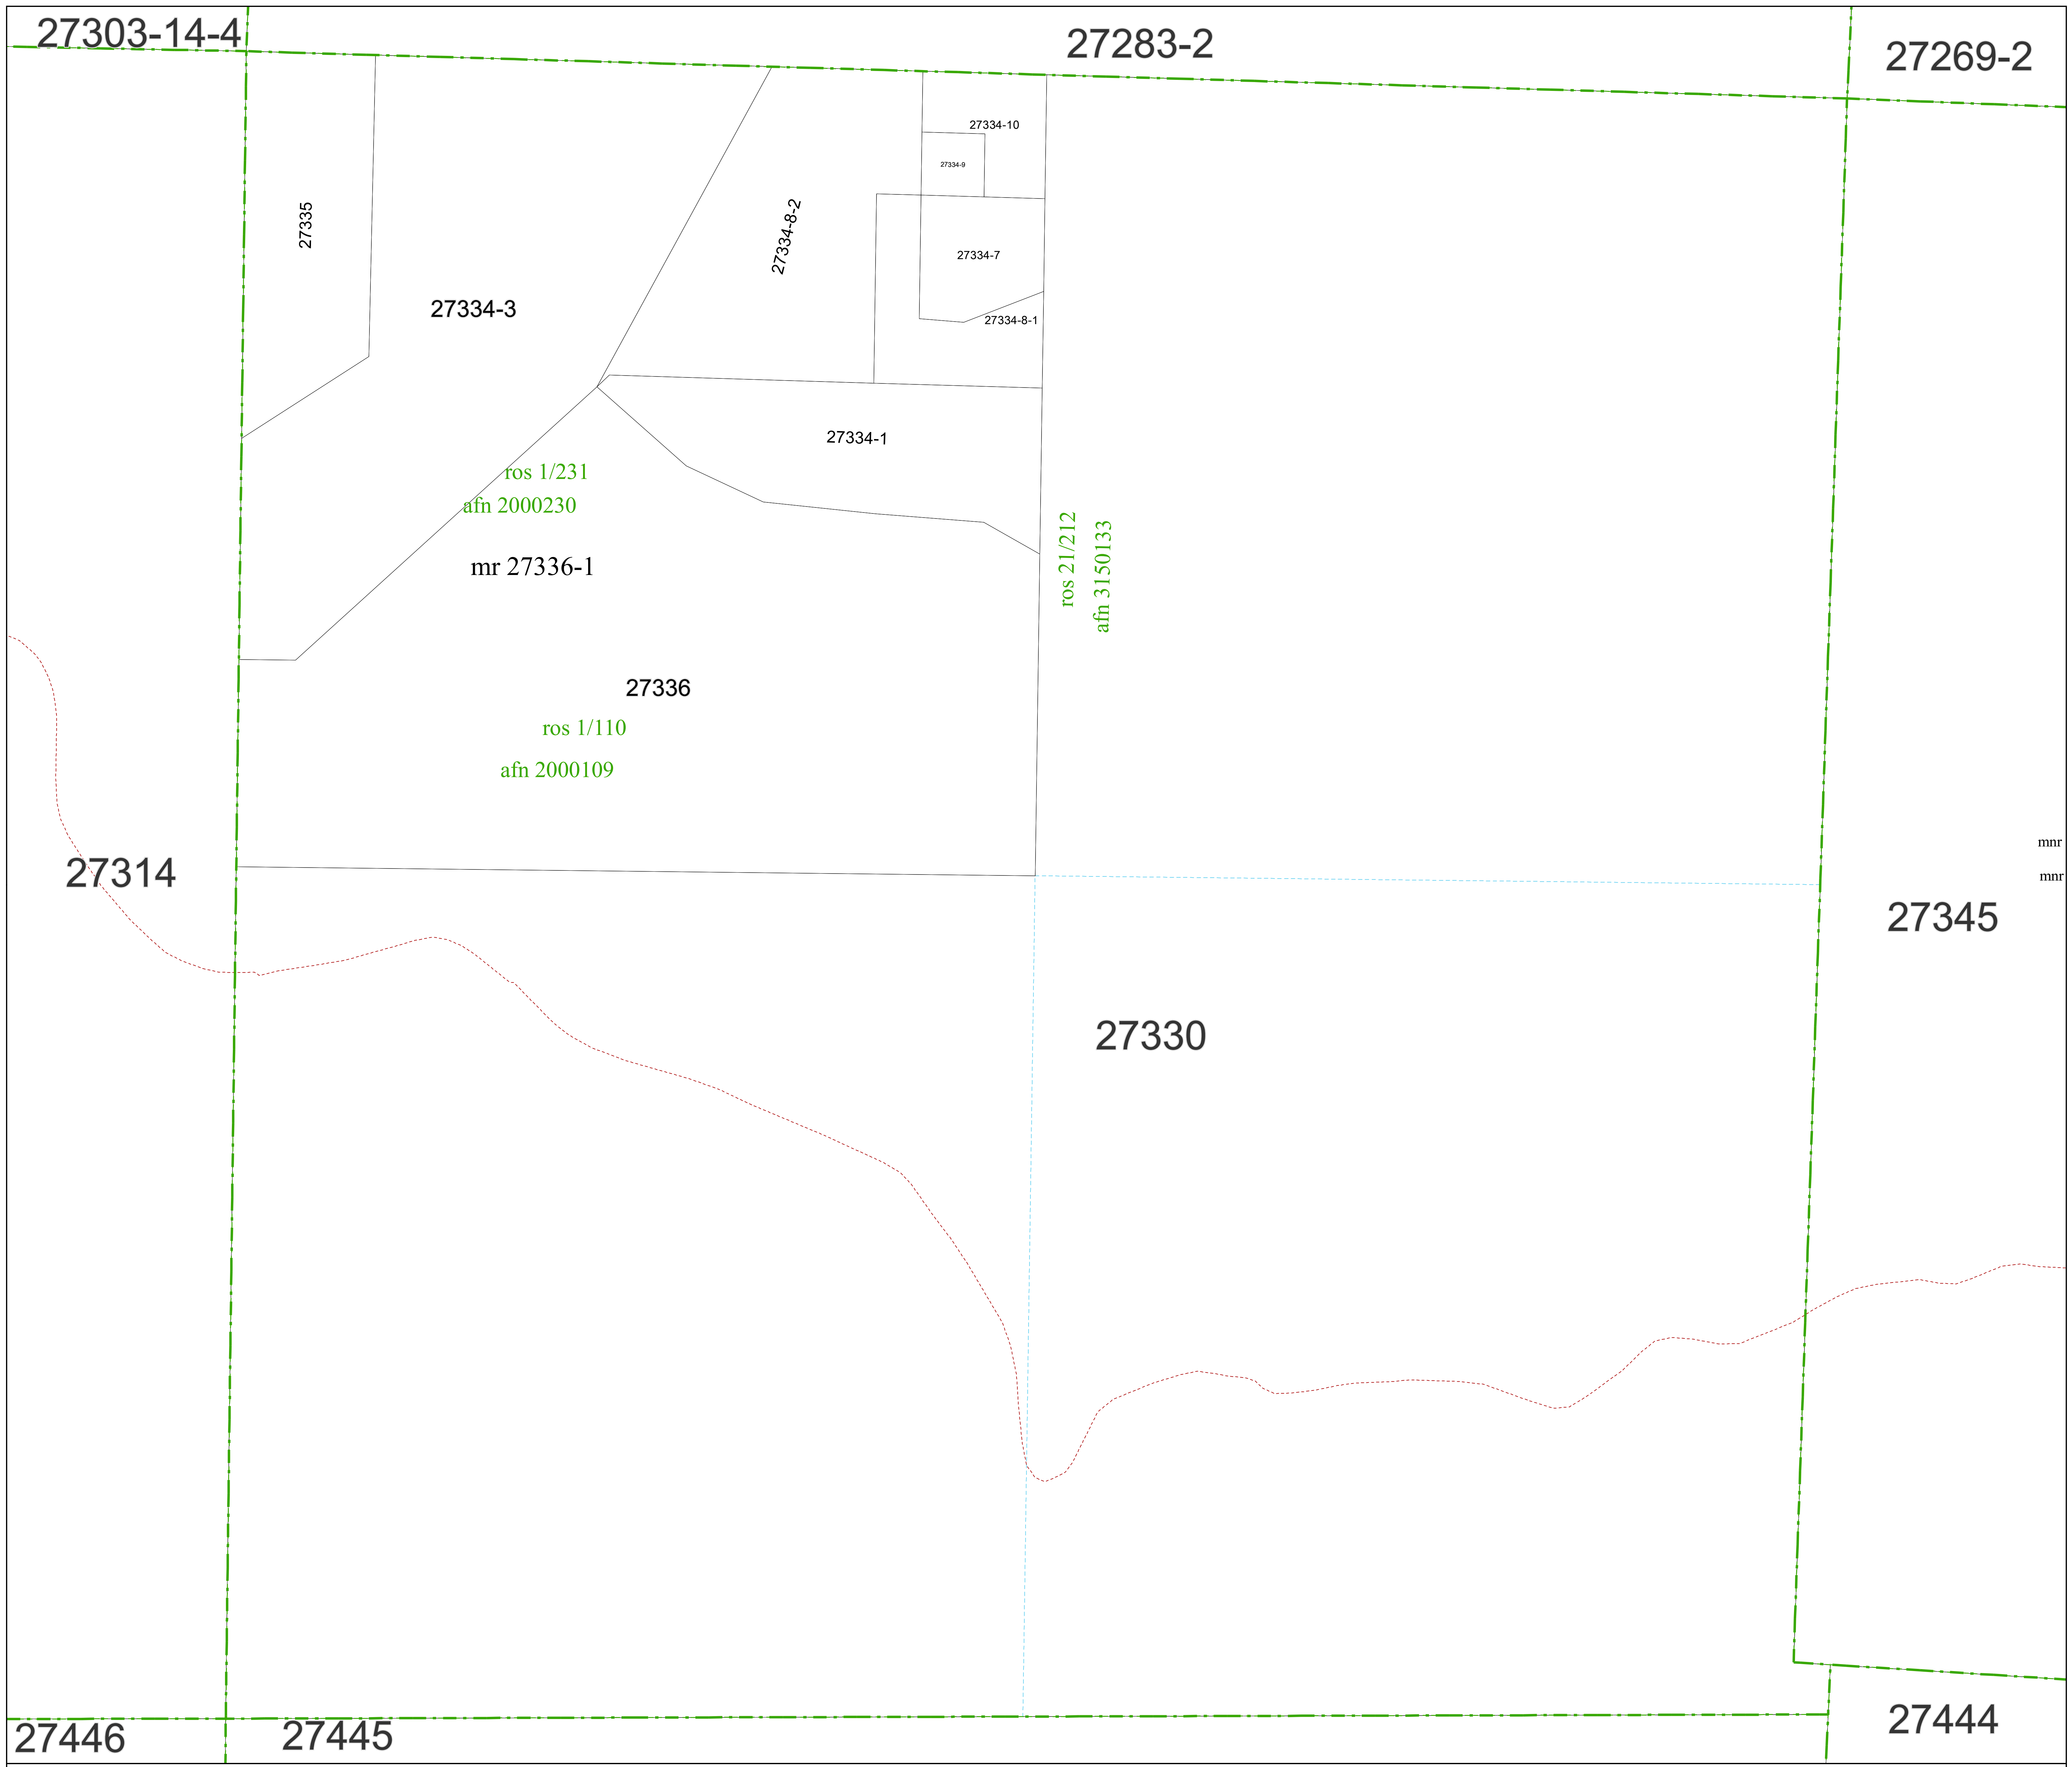 27303-14-4
27283-2
27269-2
27334-10
27334-9
27335
27334-8-2
27334-7
27334-3
27334-8-1
27334-1
ros 1/231
afn 2000230
ros 21/212
afn 3150133
mr 27336-1
27336
ros 1/110
afn 2000109
mnr
mnr
27314
27345
27330
27446
27445
27444